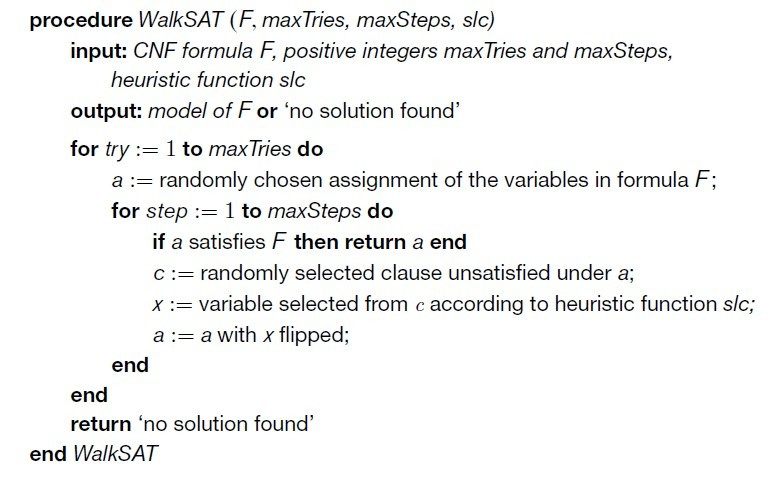 procedure WalkSAT (F, maxTries, maxSteps, slc)
input: CNF formula F, positive integers maxTries and maxSteps,
heuristic function slc
output: model of F or ‘no solution found’
for try := 1 to maxTries do
a := randomly chosen assignment of the variables in formula F;
for step := 1 to maxSteps do
if a satisfies F then return a end
c := randomly selected clause unsatisfied under a;
x := variable selected from c according to heuristic function slc;
a := a with x flipped;
end
end
return ‘no solution found’
end WalkSAT